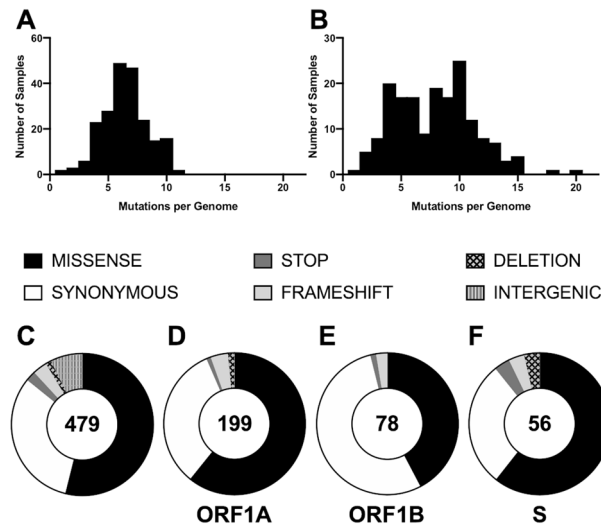 A
B
Number of Samples
60
40
20
0
0
5
10
15
20
Mutations per Genome
Number of Samples
30
20
10
0
0
5
10
15
20
Mutations per Genome
MISSENSE
STOP
DELETION
SYNONYMOUS
FRAMESHIFT
INTERGENIC
C
D
E
F
479
199
78
56
ORF1A
ORF1B
S